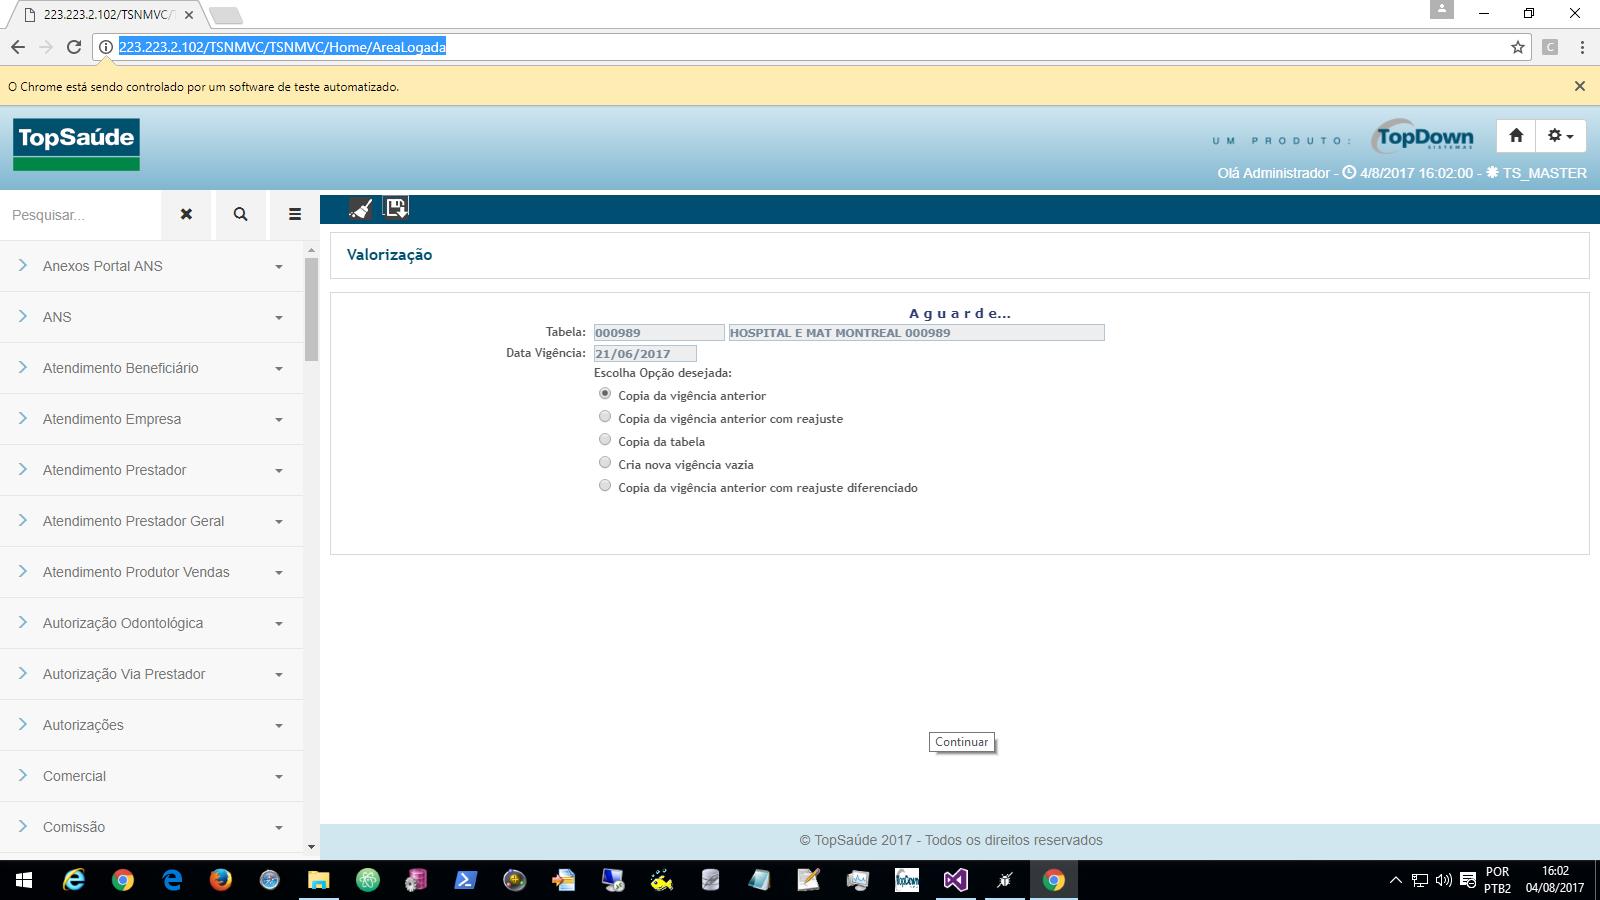 223.223.2.102/TSNMVC/
223.223.2.102/TSNMVC/TSNMVC/Home/AreaLogada
C
O Chrome está sendo controlado por um software de teste automatizado.
TopSaúde
UM PRODUTO:
TopDown
SISTEMAS
Olá Administrador - 4/8/2017 16:02:00 - TS_MASTER
Pesquisar...
Valorização
Anexos Portal ANS
ANS
Atendimento Beneficiário
Atendimento Empresa
Atendimento Prestador
Atendimento Prestador Geral
Atendimento Produtor Vendas
Autorização Odontológica
Autorização Via Prestador
Autorizações
Comercial
Comissão
A g u a r d e...
Tabela: 000989 HOSPITAL E MAT MONTREAL 000989
Data Vigência: 21/06/2017
Escolha Opção desejada:
Copia da vigência anterior
Copia da vigência anterior com reajuste
Copia da tabela
Cria nova vigência vazia
Copia da vigência anterior com reajuste diferenciado
Continuar
© TopSaúde 2017 - Todos os direitos reservados
TopDown
POR
PTB2
16:02
04/08/2017